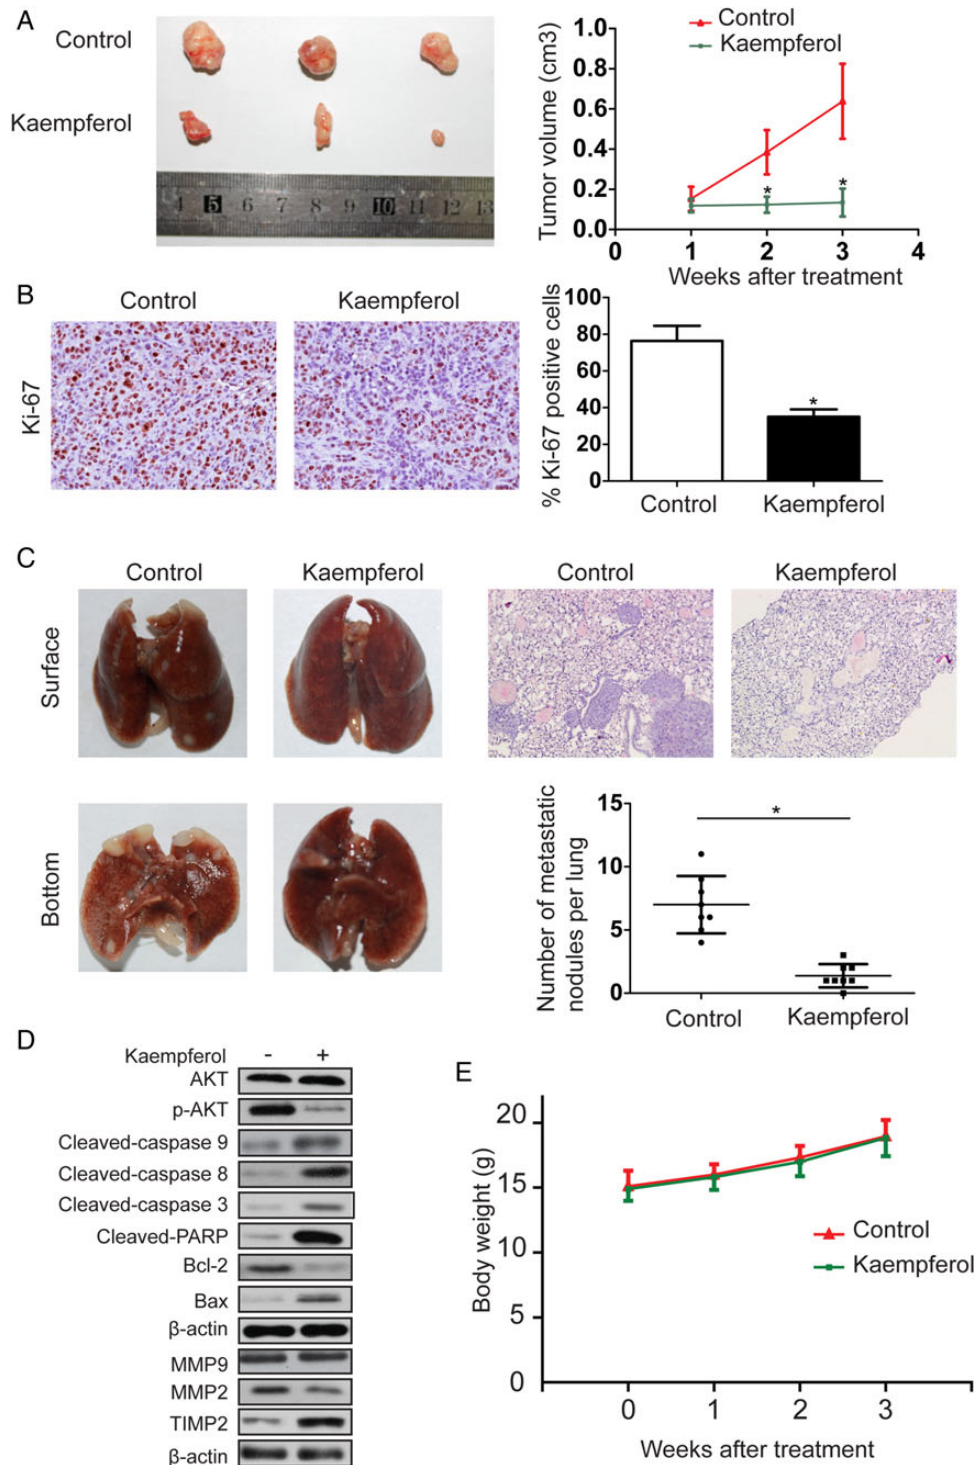 A
Control
Kaempferol
4 5 6 7 8 9 10 11 12 13
Control
Kaempferol
Tumor volume (cm3)
1.0
0.8
0.6
0.4
0.2
0.0
*
*
0 1 2 3 4
Weeks after treatment
B
Control
Kaempferol
Ki-67
% Ki-67 positive cells
100
80
60
40
20
0
*
Control
Kaempferol
C
Control
Kaempferol
Control
Kaempferol
Surface
Bottom
Number of metastatic
nodules per lung
15
10
5
0
*
Control
Kaempferol
D
Kaempferol - +
AKT
p-AKT
Cleaved-caspase 9
Cleaved-caspase 8
Cleaved-caspase 3
Cleaved-PARP
Bcl-2
Bax
β-actin
MMP9
MMP2
TIMP2
β-actin
E
Body weight (g)
20
15
10
5
0
Control
Kaempferol
0 1 2 3
Weeks after treatment